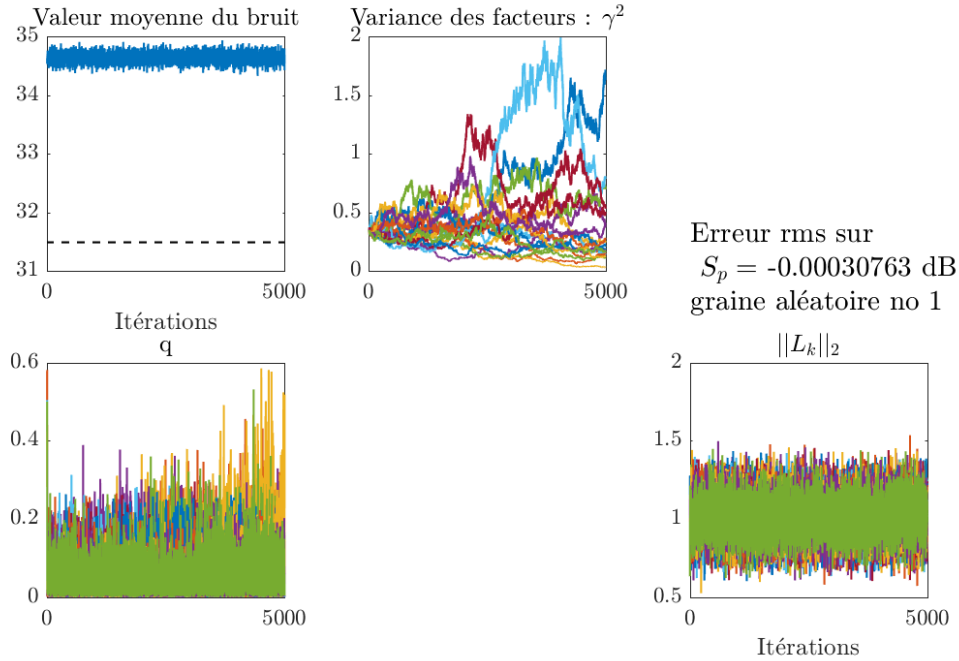 Valeur moyenne du bruit
35
34
33
32
31
0
5000
Itérations
Variance des facteurs : γ²
2
1.5
1
0.5
0
0
5000
Erreur rms sur
S_p = -0.00030763 dB
graine aléatoire no 1
q
0.6
0.4
0.2
0
0
5000
||L_k||_2
2
1.5
1
0.5
0
5000
Itérations